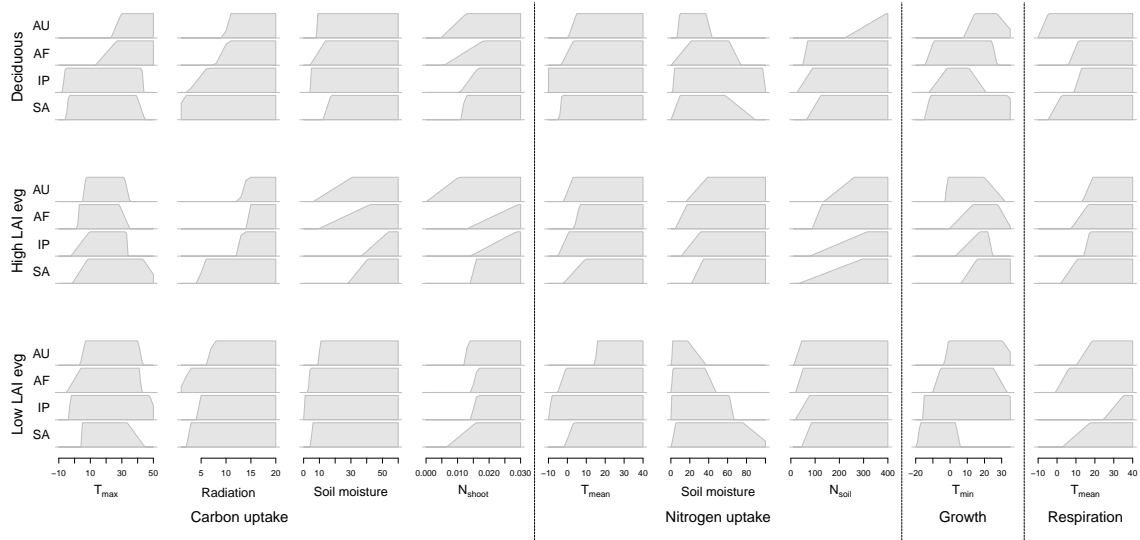 Deciduous
AU
AF
IP
SA
High LAI evg
AU
AF
IP
SA
Low LAI evg
AU
AF
IP
SA
−10 10 30 50 5 10 15 20 0 10 20 30 40 50 0.000 0.010 0.020 0.030 −10 0 10 20 30 40 0 20 40 60 80 0 100 200 300 400 −20 0 10 20 30 −10 0 10 20 30 40
Tmax Radiation Soil moisture Nshoot Tmean Soil moisture Nsoil Tmin Tmean
Carbon uptake Nitrogen uptake Growth Respiration